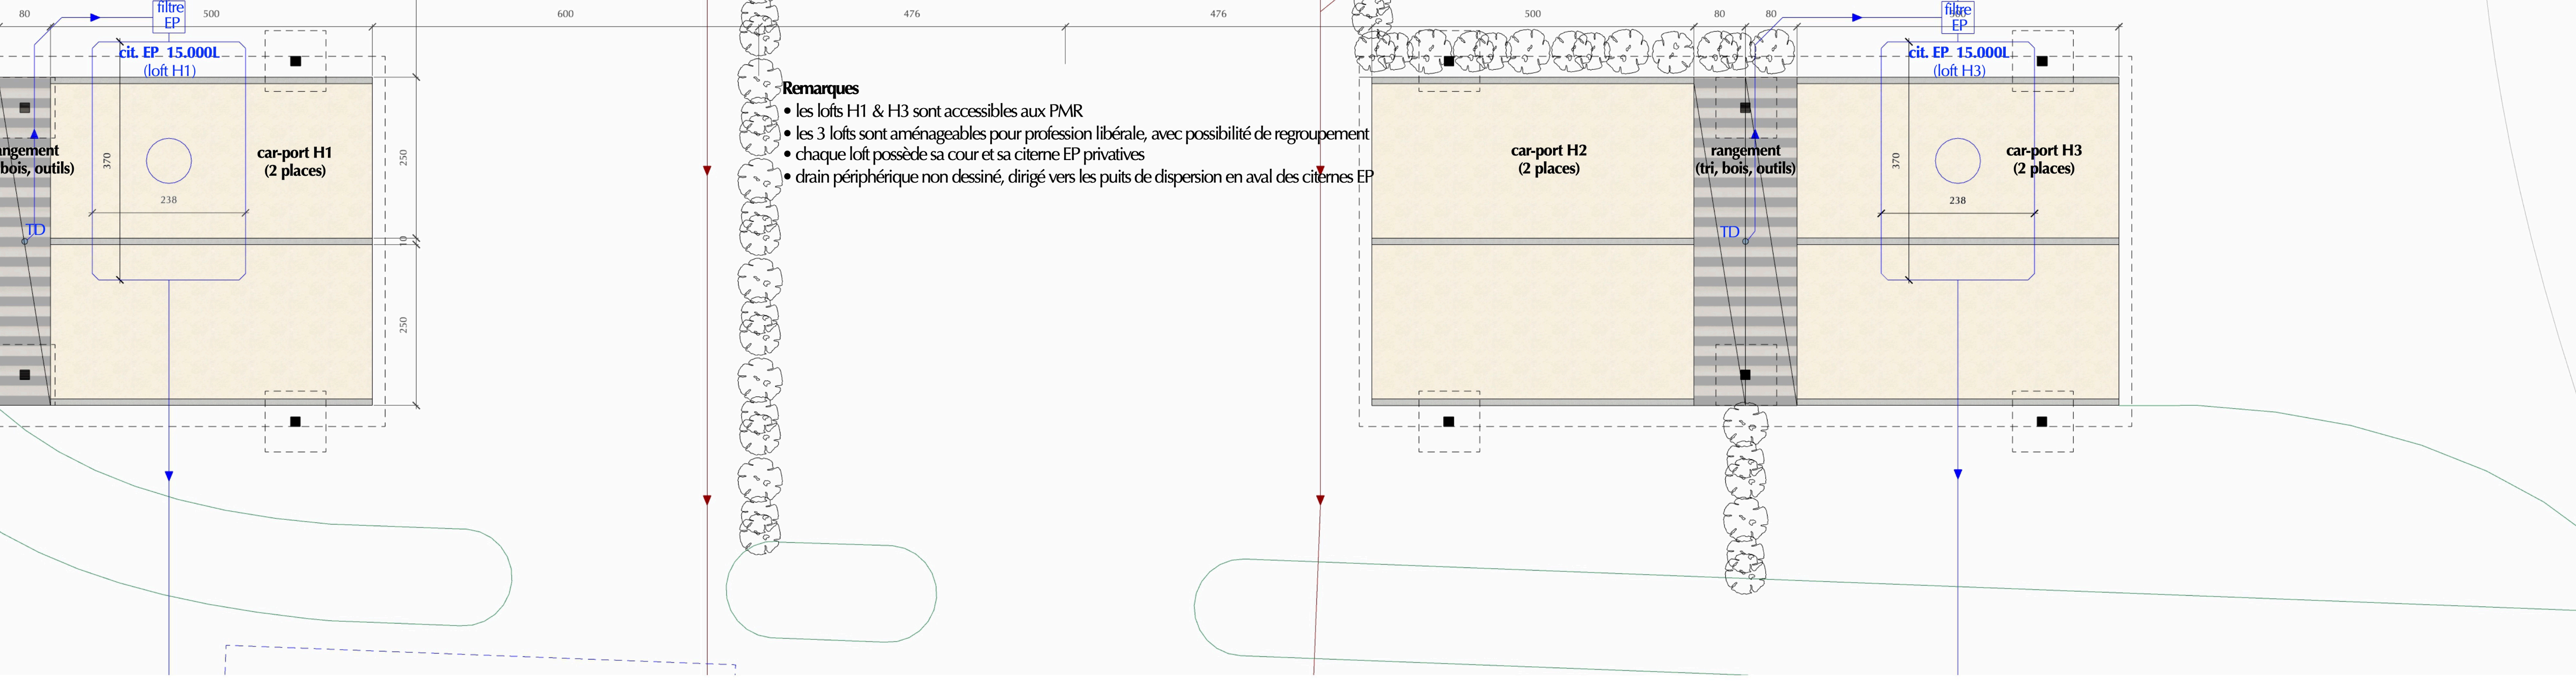 80
500
600
476
476
500
80
80
filtre
EP
filtre
EP
cit. EP 15.000L
(loft H1)
cit. EP 15.000L
(loft H3)
Remarques
• les lofts H1 & H3 sont accessibles aux PMR
• les 3 lofts sont aménageables pour profession libérale, avec possibilité de regroupement
• chaque loft possède sa cour et sa citerne EP privatives
• drain périphérique non dessiné, dirigé vers les puits de dispersion en aval des citernes EP
angement
bois, outils)
370
car-port H1
(2 places)
250
238
TD
10
250
car-port H2
(2 places)
rangement
(tri, bois, outils)
370
car-port H3
(2 places)
238
TD